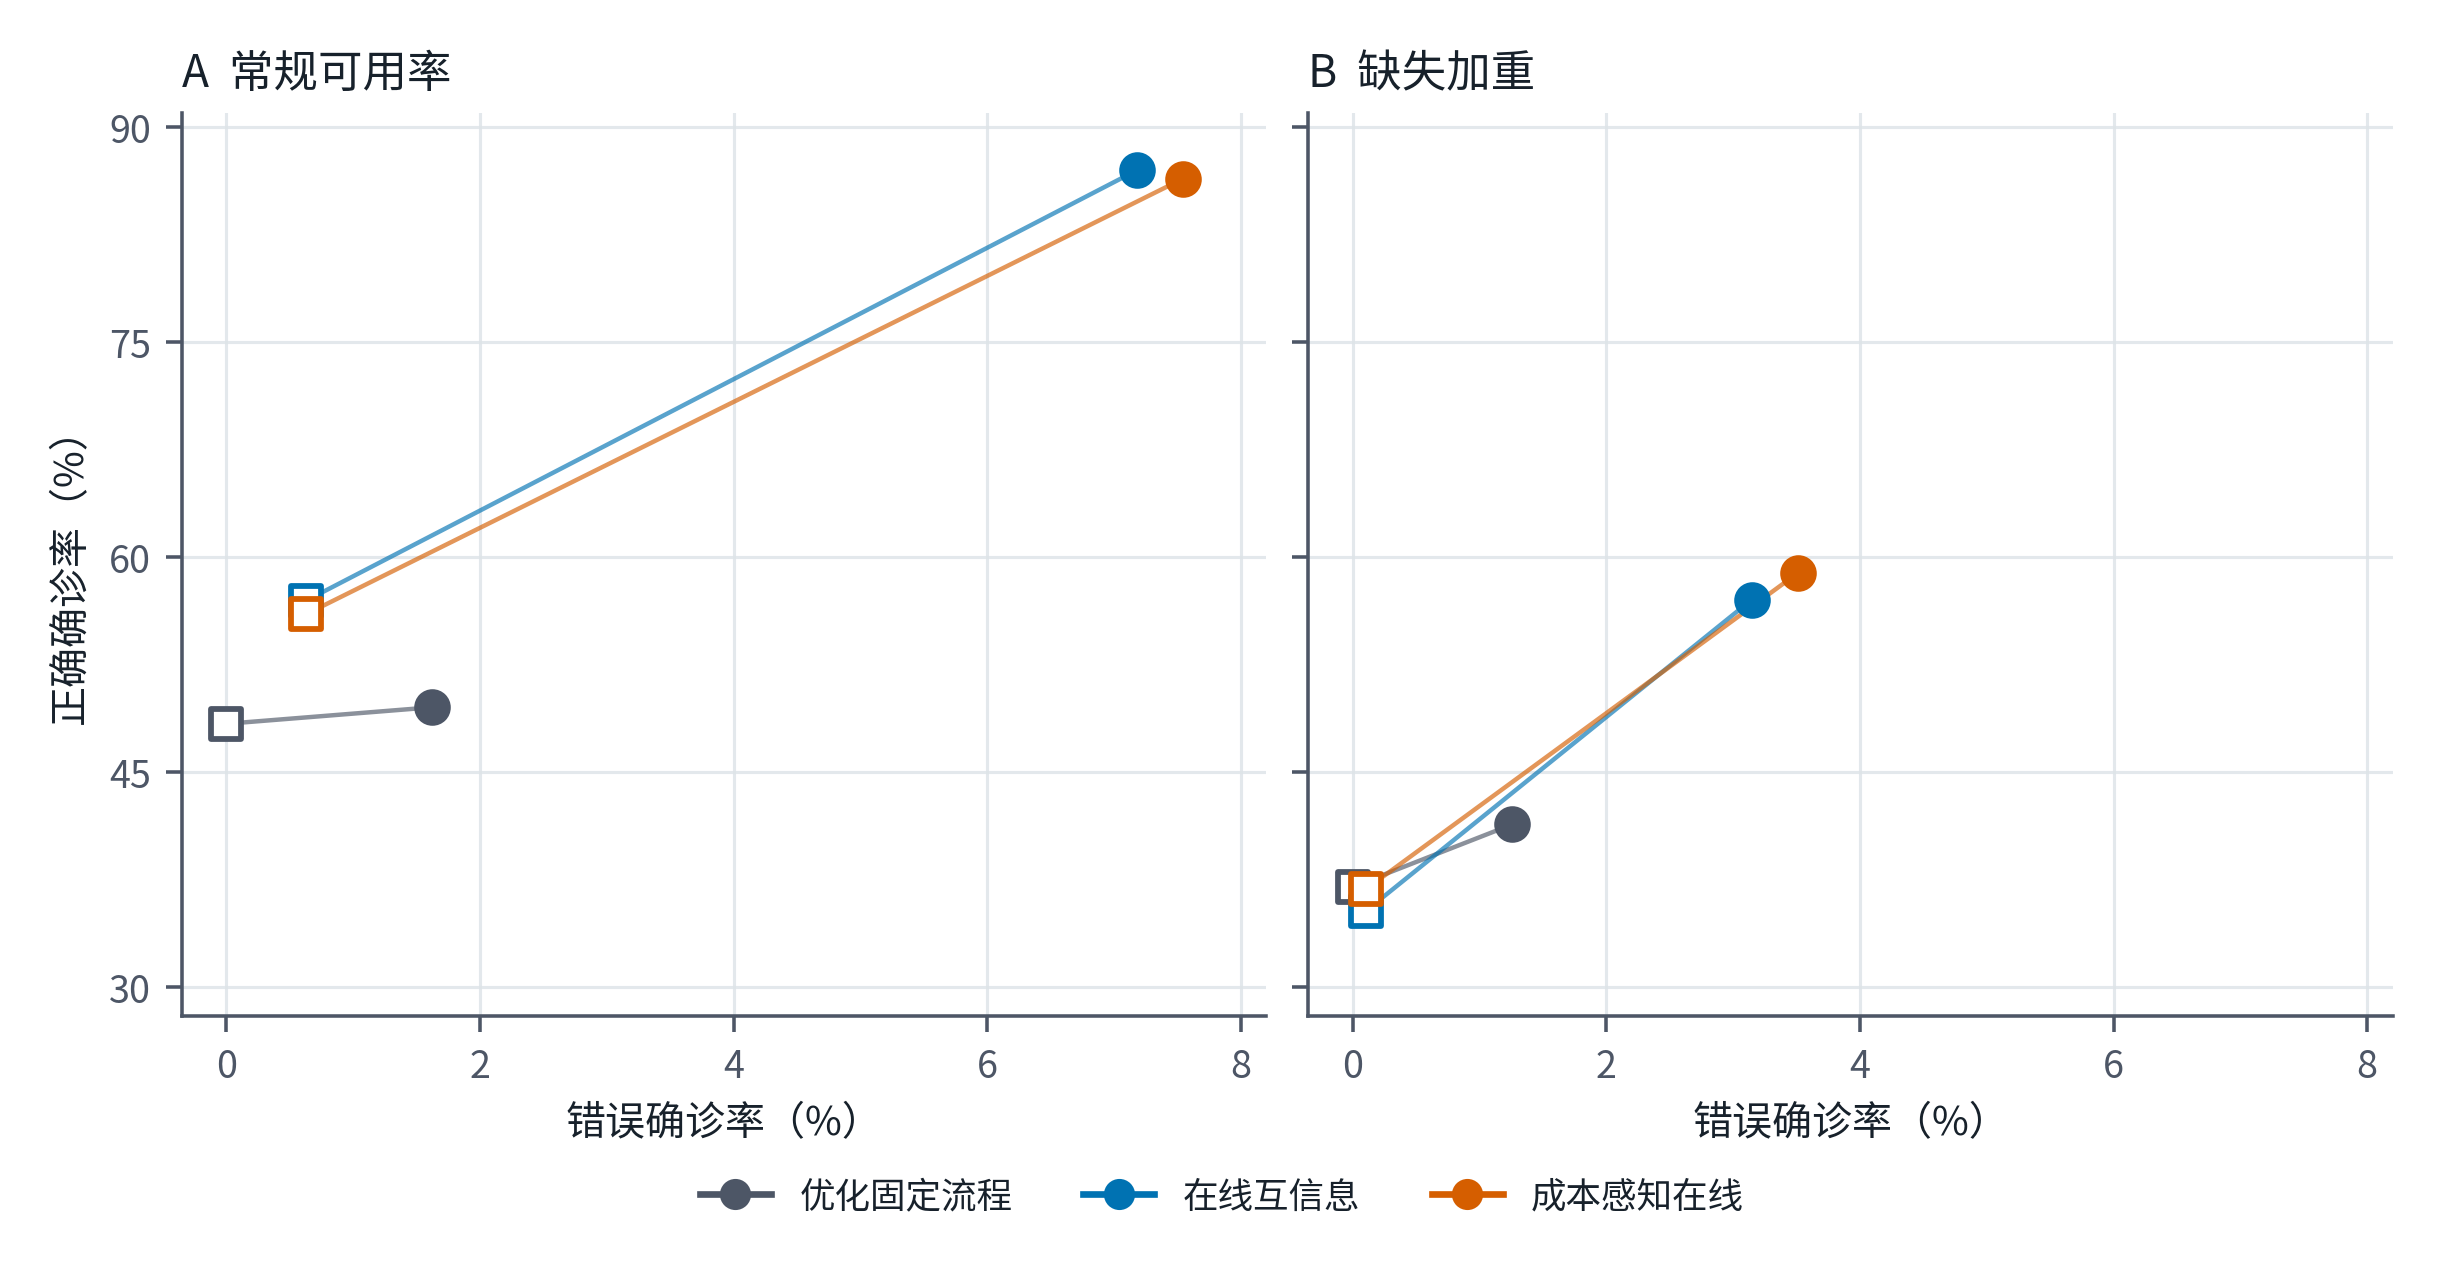 A 常规可用率
B 缺失加重
正确确诊率（%）
90
75
60
45
30
0 2 4 6 8
0 2 4 6 8
错误确诊率（%）
错误确诊率（%）
优化固定流程 在线互信息 成本感知在线